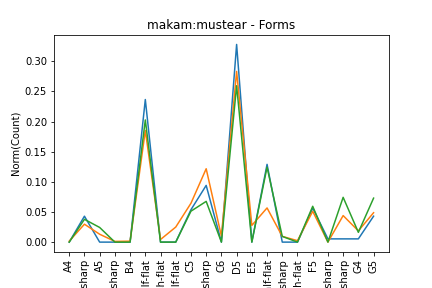 makam:mustear - Forms
Norm(Count)
0.30
0.25
0.20
0.15
0.10
0.05
0.00
A4
sharp
A5
sharp
B4
lf-flat
h-flat
lf-flat
C5
sharp
C6
D5
E5
lf-flat
sharp
h-flat
F5
sharp
sharp
G4
G5